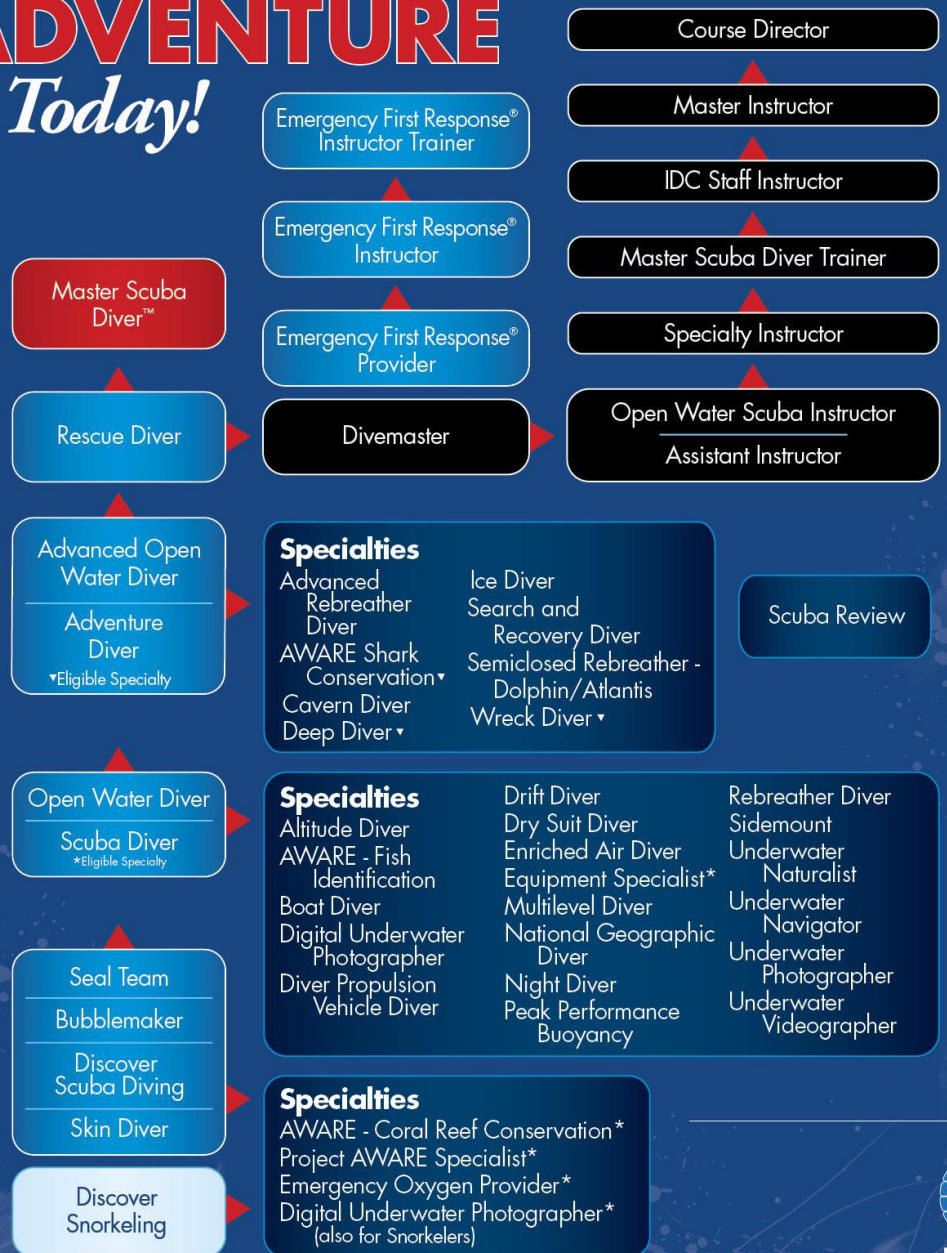 ADVENTURE
Today!
Course Director
Master Instructor
IDC Staff Instructor
Master Scuba Diver Trainer
Specialty Instructor
Open Water Scuba Instructor
Assistant Instructor
Emergency First Response®
Instructor Trainer
Emergency First Response®
Instructor
Emergency First Response®
Provider
Master Scuba
Diver™
Rescue Diver
Divemaster
Advanced Open
Water Diver
Adventure
Diver
▾Eligible Specialty
Specialties
Advanced
Rebreather
Diver
AWARE Shark
Conservation▾
Cavern Diver
Deep Diver▾
Ice Diver
Search and
Recovery Diver
Semiclosed Rebreather -
Dolphin/Atlantis
Wreck Diver▾
Scuba Review
Open Water Diver
Scuba Diver
*Eligible Specialty
Specialties
Altitude Diver
AWARE - Fish
Identification
Boat Diver
Digital Underwater
Photographer
Diver Propulsion
Vehicle Diver
Drift Diver
Dry Suit Diver
Enriched Air Diver
Equipment Specialist*
Multilevel Diver
National Geographic
Diver
Night Diver
Peak Performance
Buoyancy
Rebreather Diver
Sidemount
Underwater
Naturalist
Underwater
Navigator
Underwater
Photographer
Underwater
Videographer
Seal Team
Bubblemaker
Discover
Scuba Diving
Skin Diver
Discover
Snorkeling
Specialties
AWARE - Coral Reef Conservation*
Project AWARE Specialist*
Emergency Oxygen Provider*
Digital Underwater Photographer*
(also for Snorkelers)